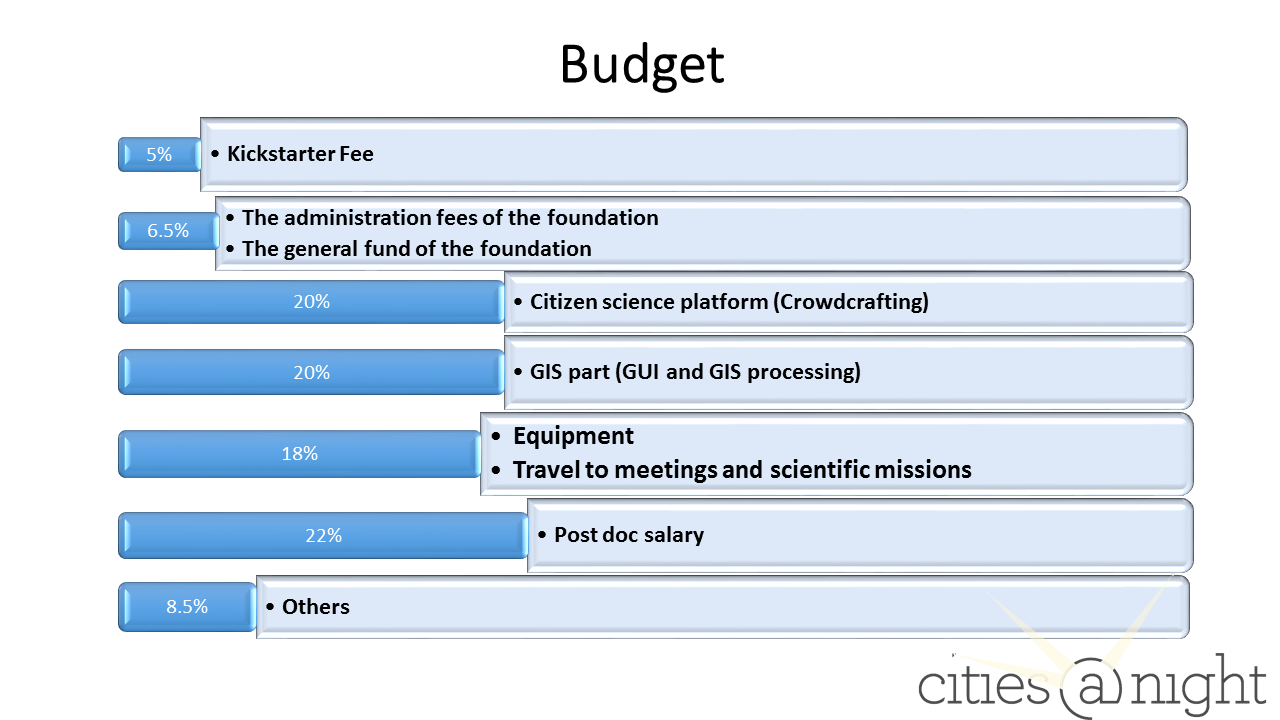 Budget
5%
• Kickstarter Fee
6.5%
• The administration fees of the foundation
• The general fund of the foundation
20%
• Citizen science platform (Crowdcrafting)
20%
• GIS part (GUI and GIS processing)
18%
• Equipment
• Travel to meetings and scientific missions
22%
• Post doc salary
8.5%
• Others
cities @ night